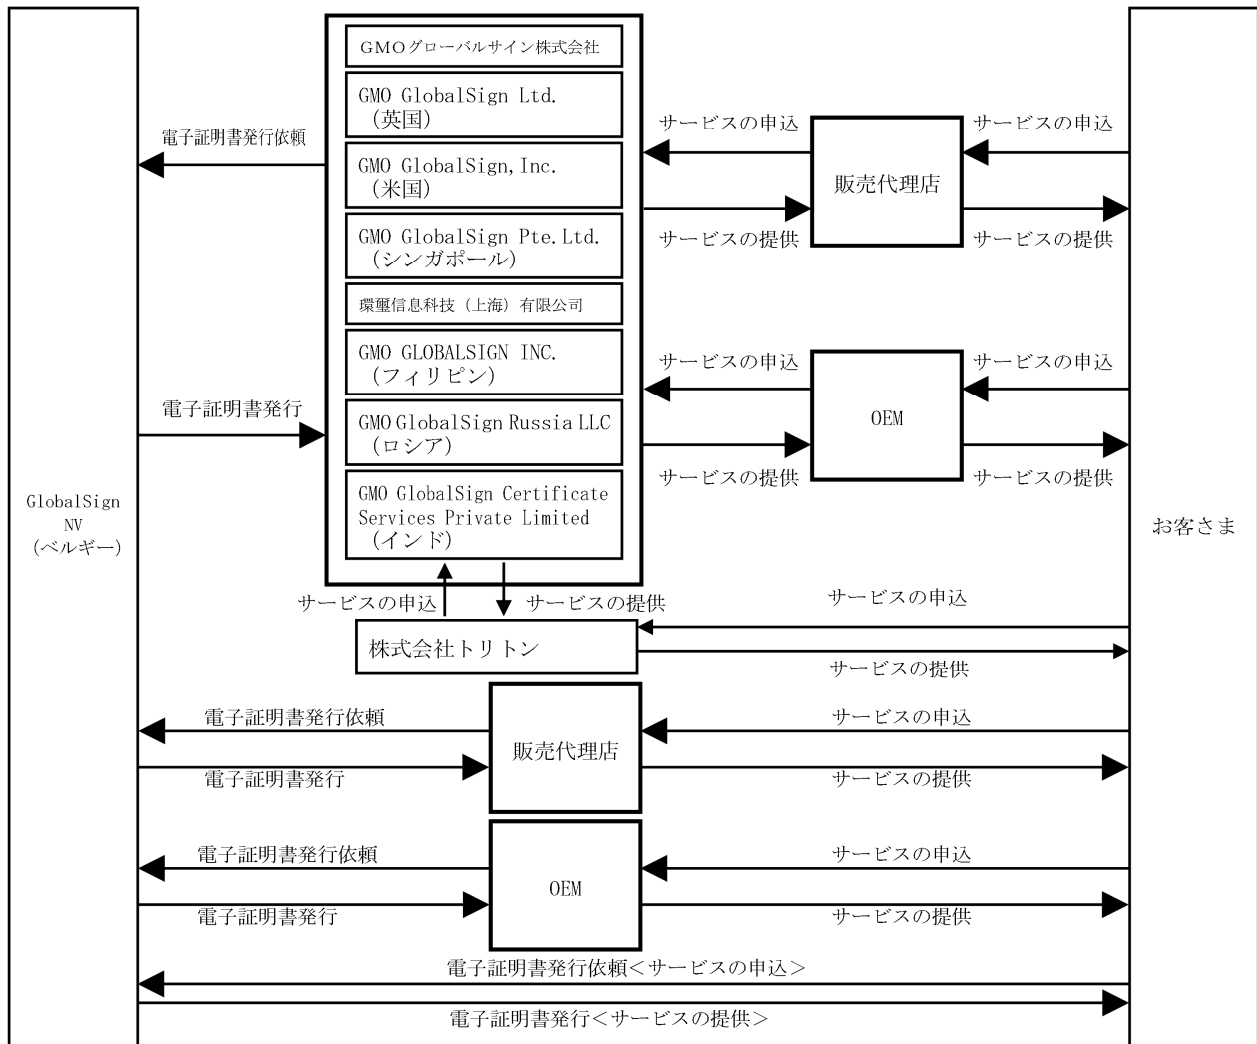 GMOグローバルサイン株式会社
GMO GlobalSign Ltd.
(英国)
GMO GlobalSign,Inc.
(米国)
GMO GlobalSign Pte.Ltd.
(シンガポール)
環璽信息科技（上海）有限公司
GMO GLOBALSIGN INC.
(フィリピン)
GMO GlobalSign Russia LLC
(ロシア)
GMO GlobalSign Certificate
Services Private Limited
(インド)
電子証明書発行依頼
電子証明書発行
GlobalSign
NV
(ベルギー)
サービスの申込
サービスの申込
販売代理店
サービスの提供
サービスの提供
サービスの申込
サービスの申込
OEM
サービスの提供
サービスの提供
お客さま
サービスの申込
サービスの提供
株式会社トリトン
サービスの申込
サービスの提供
電子証明書発行依頼
サービスの申込
販売代理店
電子証明書発行
サービスの提供
電子証明書発行依頼
サービスの申込
OEM
電子証明書発行
サービスの提供
電子証明書発行依頼＜サービスの申込＞
電子証明書発行＜サービスの提供＞